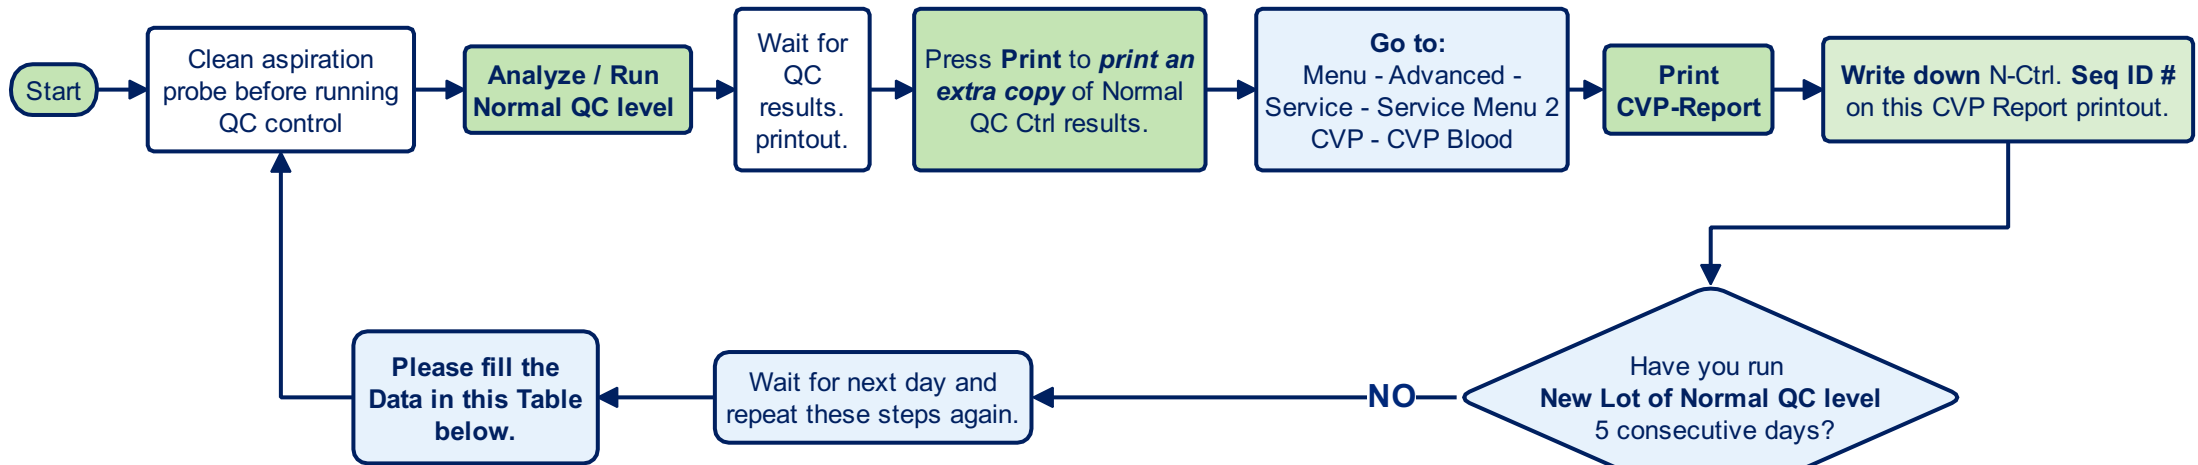 Start
Clean aspiration
probe before running
QC control
Analyze / Run
Normal QC level
Wait for
QC
results.
printout.
Press Print to print an
extra copy of Normal
QC Ctrl results.
Go to:
Menu - Advanced -
Service - Service Menu 2
CVP - CVP Blood
Print
CVP-Report
Write down N-Ctrl. Seq ID #
on this CVP Report printout.
Have you run
New Lot of Normal QC level
5 consecutive days?
NO
Wait for next day and
repeat these steps again.
Please fill the
Data in this Table
below.